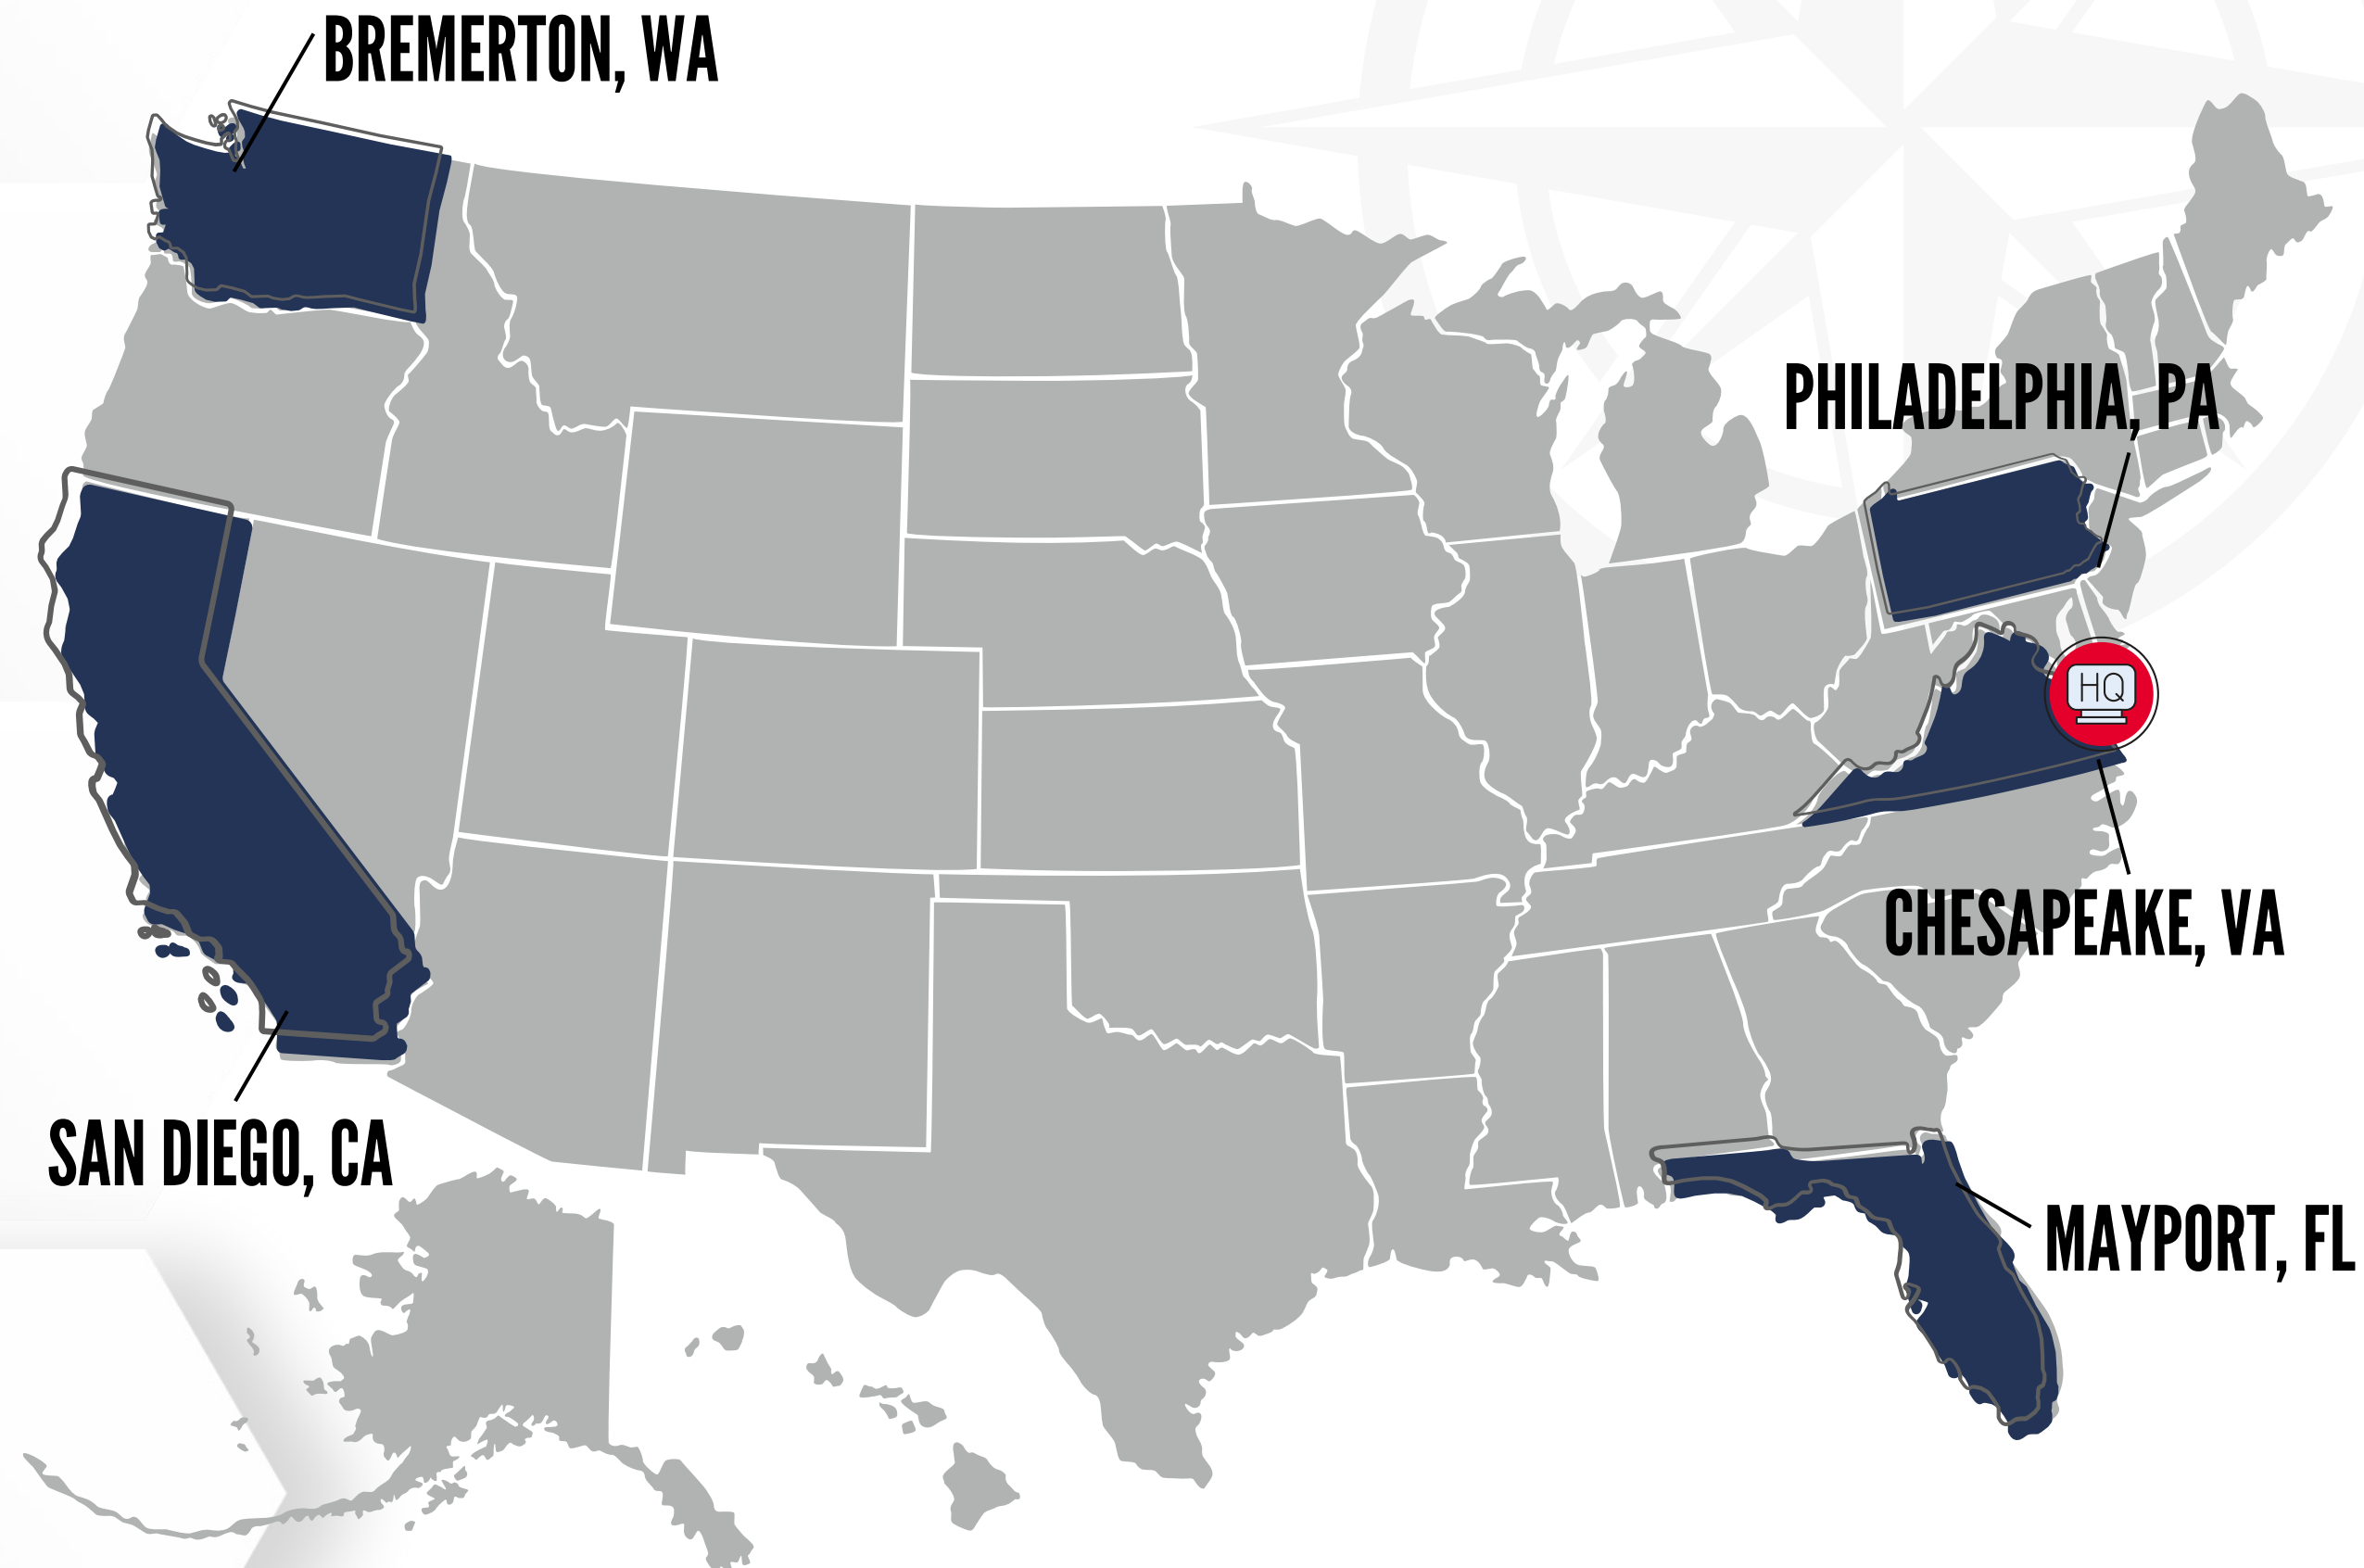 BREMERTON, WA
PHILADELPHIA, PA
HQ
CHESAPEAKE, VA
SAN DIEGO, CA
MAYPORT, FL